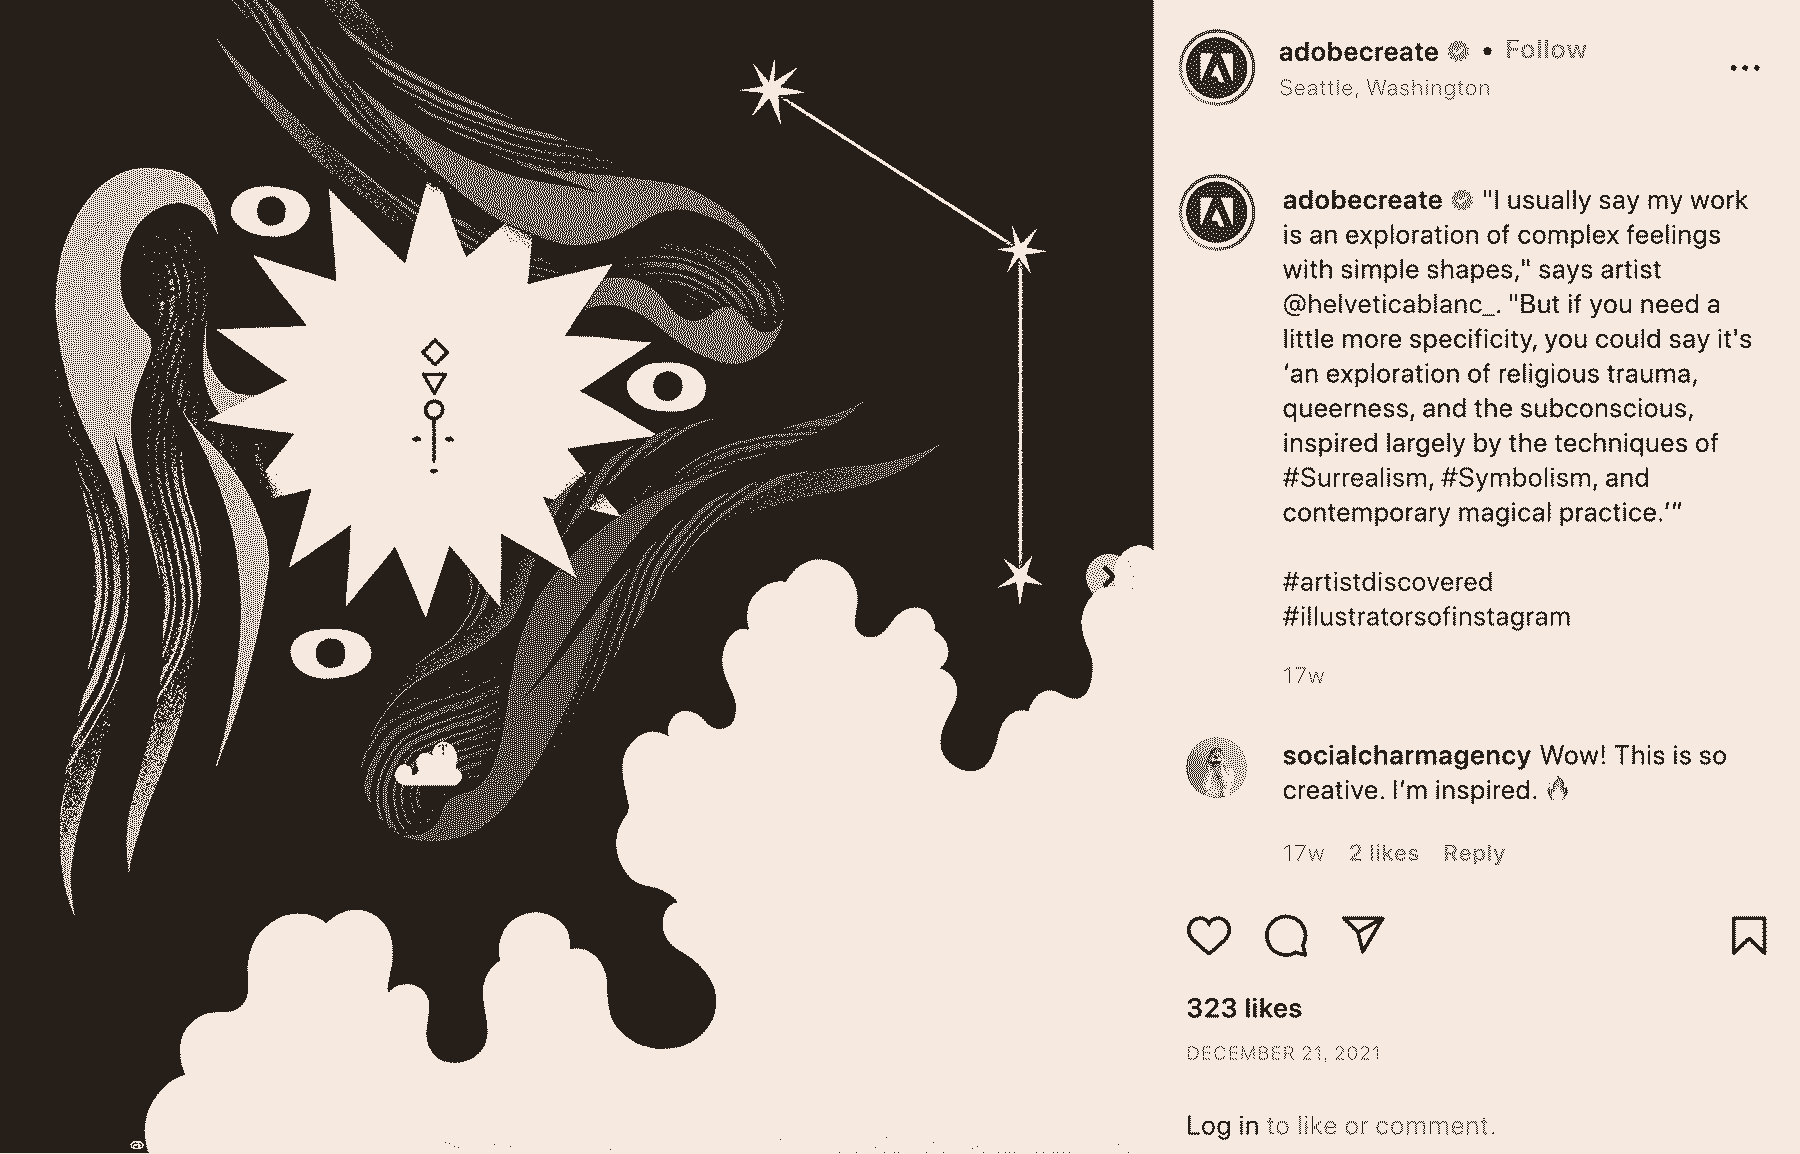 adobecreate • Follow
Seattle, Washington
adobecreate "I usually say my work
is an exploration of complex feelings
with simple shapes," says artist
@helveticablanc_. "But if you need a
little more specificity, you could say it's
‘an exploration of religious trauma,
queerness, and the subconscious,
inspired largely by the techniques of
#Surrealism, #Symbolism, and
contemporary magical practice.’"
#artistdiscovered
#illustratorsofinstagram
17w
socialcharmagency Wow! This is so
creative. I’m inspired. 🔥
17w 2 likes Reply
323 likes
DECEMBER 21, 2021
Log in to like or comment.